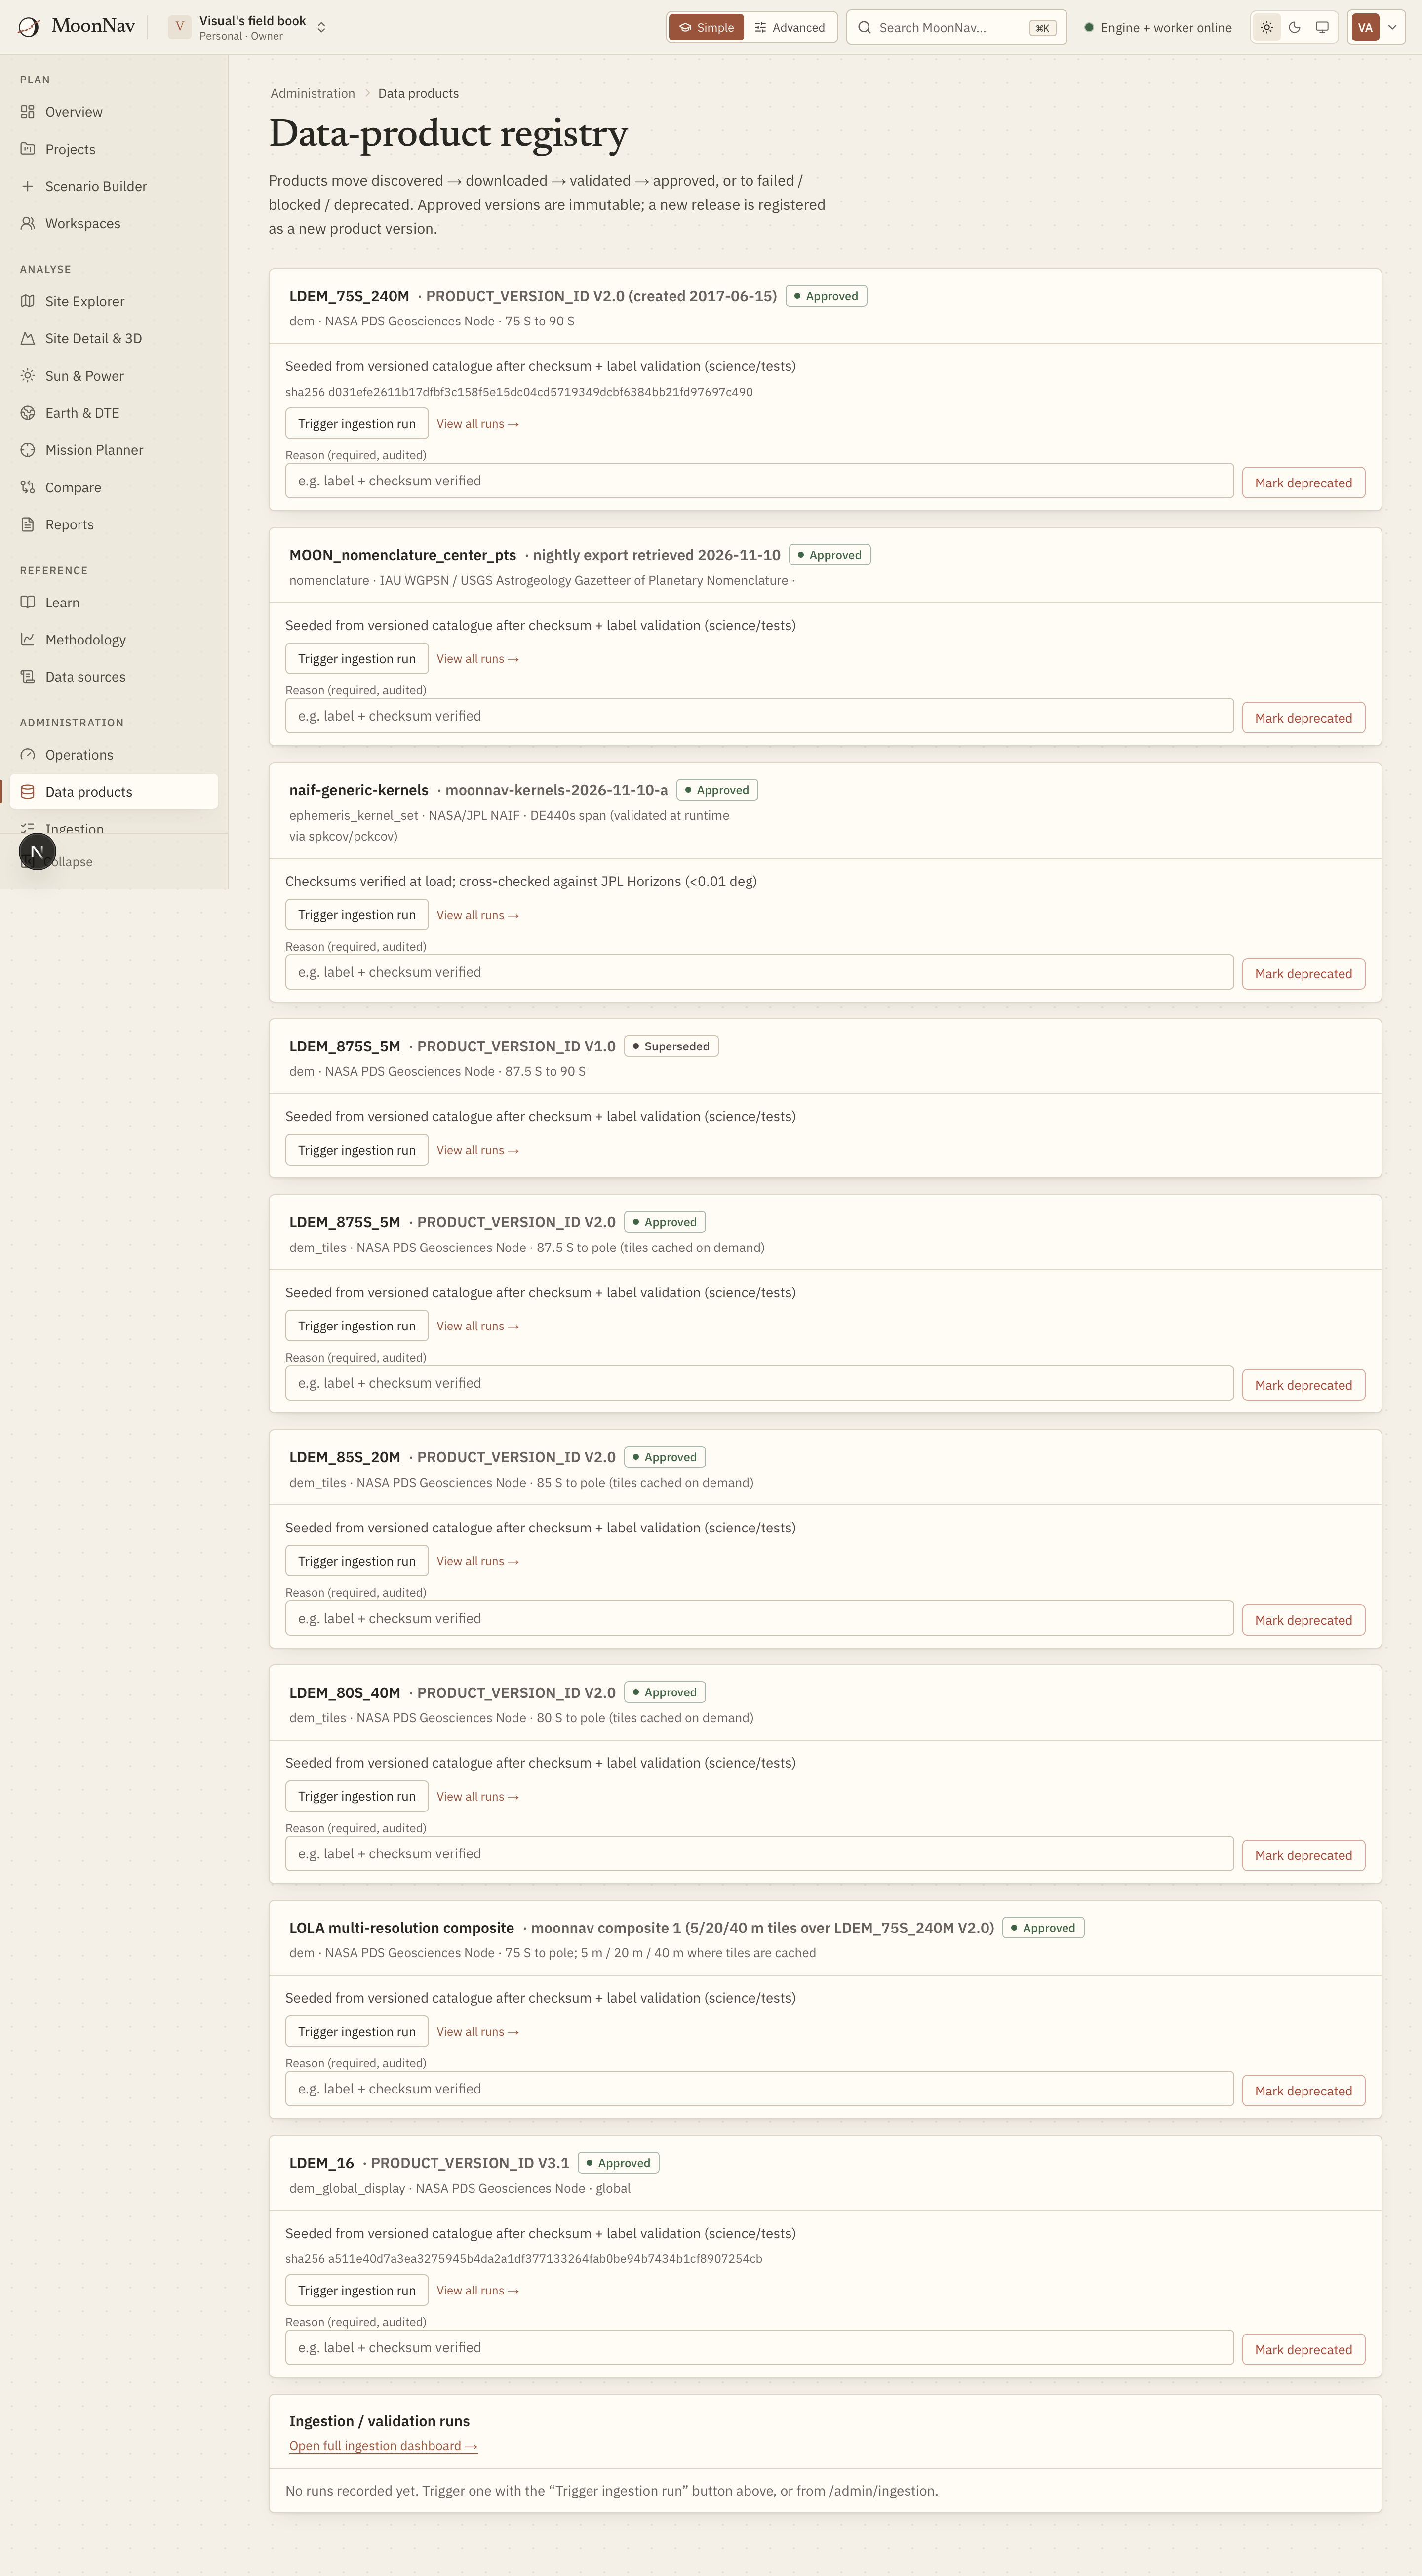 MoonNav
V
Visual's field book
Personal · Owner
Simple
Advanced
Search MoonNav...
⌘K
Engine + worker online
VA
PLAN
Overview
Projects
Scenario Builder
Workspaces
ANALYSE
Site Explorer
Site Detail & 3D
Sun & Power
Earth & DTE
Mission Planner
Compare
Reports
REFERENCE
Learn
Methodology
Data sources
ADMINISTRATION
Operations
Data products
Ingestion
N
ollapse
Administration > Data products
Data-product registry
Products move discovered → downloaded → validated → approved, or to failed /
blocked / deprecated. Approved versions are immutable; a new release is registered
as a new product version.
LDEM_75S_240M · PRODUCT_VERSION_ID V2.0 (created 2017-06-15) Approved
dem · NASA PDS Geosciences Node · 75 S to 90 S
Seeded from versioned catalogue after checksum + label validation (science/tests)
sha256 d031efe2611b17dfbf3c158f5e15dc04cd5719349dcbf6384bb21fd97697c490
Trigger ingestion run View all runs →
Reason (required, audited)
e.g. label + checksum verified Mark deprecated
MOON_nomenclature_center_pts · nightly export retrieved 2026-11-10 Approved
nomenclature · IAU WGPSN / USGS Astrogeology Gazetteer of Planetary Nomenclature ·
Seeded from versioned catalogue after checksum + label validation (science/tests)
Trigger ingestion run View all runs →
Reason (required, audited)
e.g. label + checksum verified Mark deprecated
naif-generic-kernels · moonnav-kernels-2026-11-10-a Approved
ephemeris_kernel_set · NASA/JPL NAIF · DE440s span (validated at runtime
via spkcov/pckcov)
Checksums verified at load; cross-checked against JPL Horizons (<0.01 deg)
Trigger ingestion run View all runs →
Reason (required, audited)
e.g. label + checksum verified Mark deprecated
LDEM_875S_5M · PRODUCT_VERSION_ID V1.0 Superseded
dem · NASA PDS Geosciences Node · 87.5 S to 90 S
Seeded from versioned catalogue after checksum + label validation (science/tests)
Trigger ingestion run View all runs →
LDEM_875S_5M · PRODUCT_VERSION_ID V2.0 Approved
dem_tiles · NASA PDS Geosciences Node · 87.5 S to pole (tiles cached on demand)
Seeded from versioned catalogue after checksum + label validation (science/tests)
Trigger ingestion run View all runs →
Reason (required, audited)
e.g. label + checksum verified Mark deprecated
LDEM_85S_20M · PRODUCT_VERSION_ID V2.0 Approved
dem_tiles · NASA PDS Geosciences Node · 85 S to pole (tiles cached on demand)
Seeded from versioned catalogue after checksum + label validation (science/tests)
Trigger ingestion run View all runs →
Reason (required, audited)
e.g. label + checksum verified Mark deprecated
LDEM_80S_40M · PRODUCT_VERSION_ID V2.0 Approved
dem_tiles · NASA PDS Geosciences Node · 80 S to pole (tiles cached on demand)
Seeded from versioned catalogue after checksum + label validation (science/tests)
Trigger ingestion run View all runs →
Reason (required, audited)
e.g. label + checksum verified Mark deprecated
LOLA multi-resolution composite · moonnav composite 1 (5/20/40 m tiles over LDEM_75S_240M V2.0) Approved
dem · NASA PDS Geosciences Node · 75 S to pole; 5 m / 20 m / 40 m where tiles are cached
Seeded from versioned catalogue after checksum + label validation (science/tests)
Trigger ingestion run View all runs →
Reason (required, audited)
e.g. label + checksum verified Mark deprecated
LDEM_16 · PRODUCT_VERSION_ID V3.1 Approved
dem_global_display · NASA PDS Geosciences Node · global
Seeded from versioned catalogue after checksum + label validation (science/tests)
sha256 a511e40d7a3ea3275945b4da2a1df377133264fab0be94b7434b1cf8907254cb
Trigger ingestion run View all runs →
Reason (required, audited)
e.g. label + checksum verified Mark deprecated
Ingestion / validation runs
Open full ingestion dashboard →
No runs recorded yet. Trigger one with the “Trigger ingestion run” button above, or from /admin/ingestion.